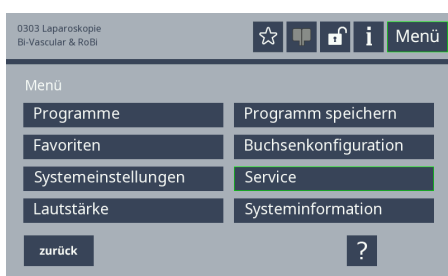 0303 Laparoskopie
Bi-Vascular & RoBi
i
Menü
Menü
Programme
Programm speichern
Favoriten
Buchsenkonfiguration
Systemeinstellungen
Service
Lautstärke
Systeminformation
zurück
?